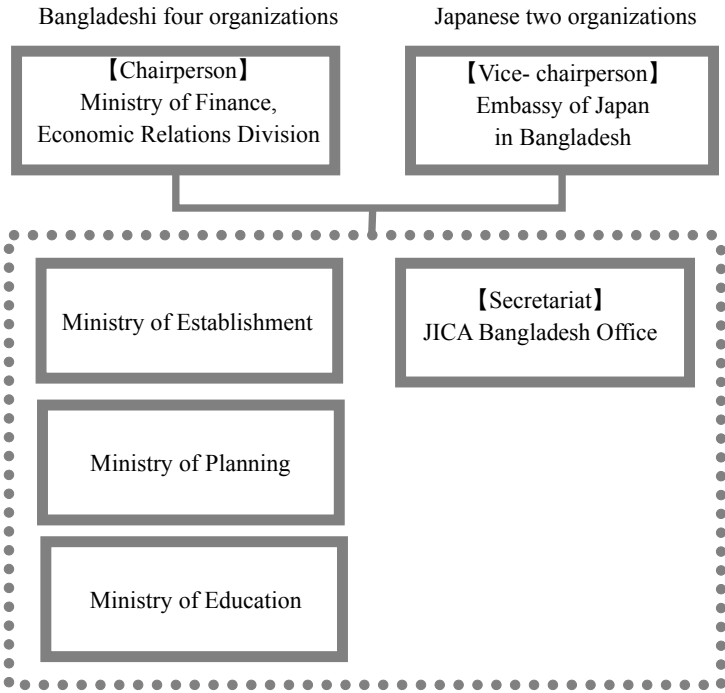 Bangladeshi four organizations
【Chairperson】
Ministry of Finance,
Economic Relations Division
Japanese two organizations
【Vice- chairperson】
Embassy of Japan
in Bangladesh
Ministry of Establishment
Ministry of Planning
Ministry of Education
【Secretariat】
JICA Bangladesh Office